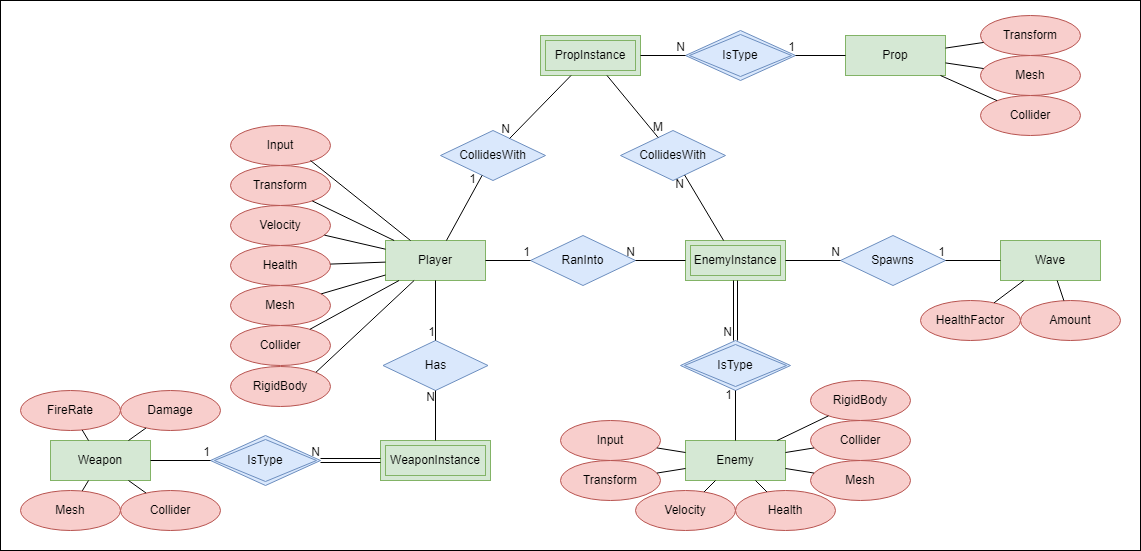 PropInstance
N
IsType
1
Prop
Transform
Mesh
Collider
N
M
CollidesWith
CollidesWith
1
N
Input
Transform
Velocity
Health
Mesh
Collider
RigidBody
Player
1
RanInto
N
EnemyInstance
N
Spawns
1
Wave
HealthFactor
Amount
1
Has
N
N
IsType
1
FireRate
Damage
Weapon
1
IsType
N
WeaponInstance
Mesh
Collider
Input
Transform
Velocity
Health
Enemy
RigidBody
Collider
Mesh